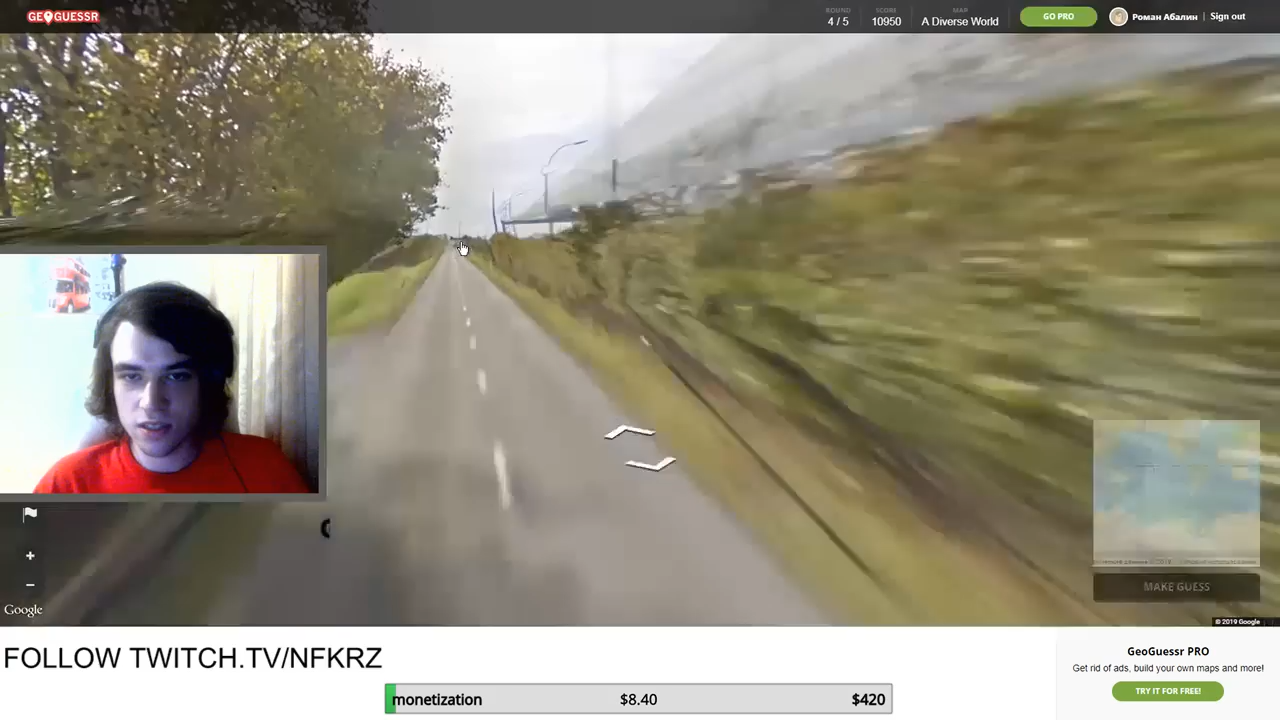 GEOGUESSR
ROUND
4 / 5
SCORE
10950
MAP
A Diverse World
GO PRO
Роман Абалин
Sign out
+
−
Google
MAKE GUESS
© 2019 Google
FOLLOW TWITCH.TV/NFKRZ
monetization
$8.40
$420
GeoGuessr PRO
Get rid of ads, build your own maps and more!
TRY IT FOR FREE!